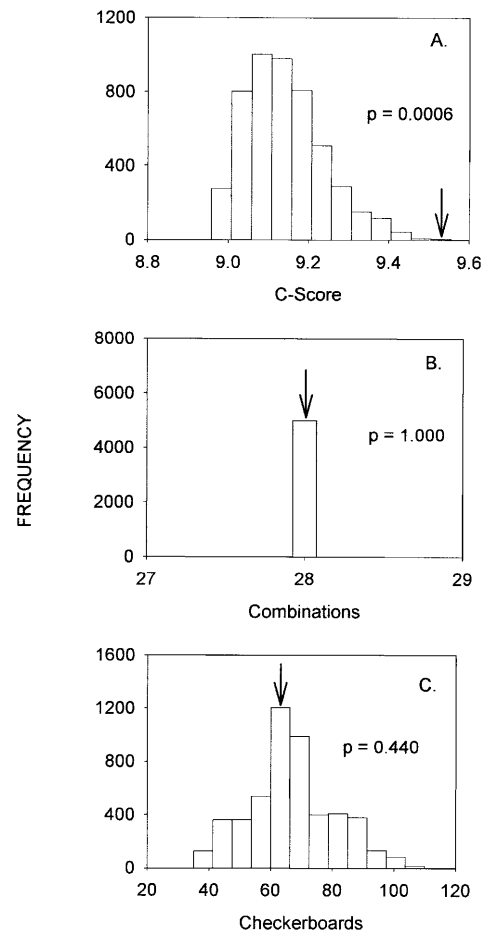 1200
A.
800
p = 0.0006
400
0
8.8 9.0 9.2 9.4 9.6
C-Score
8000
B.
6000
p = 1.000
4000
2000
0
27 28 29
Combinations
FREQUENCY
1600
C.
1200
p = 0.440
800
400
0
20 40 60 80 100 120
Checkerboards